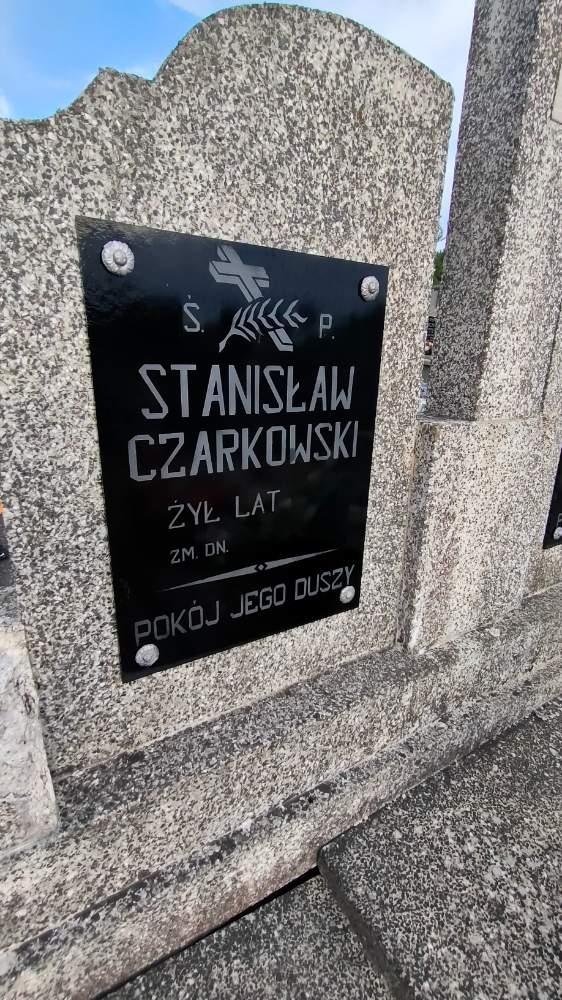 Ś. P.
STANISŁAW
CZARKOWSKI
ŻYŁ LAT
ZM. DN.
POKÓJ JEGO DUSZY